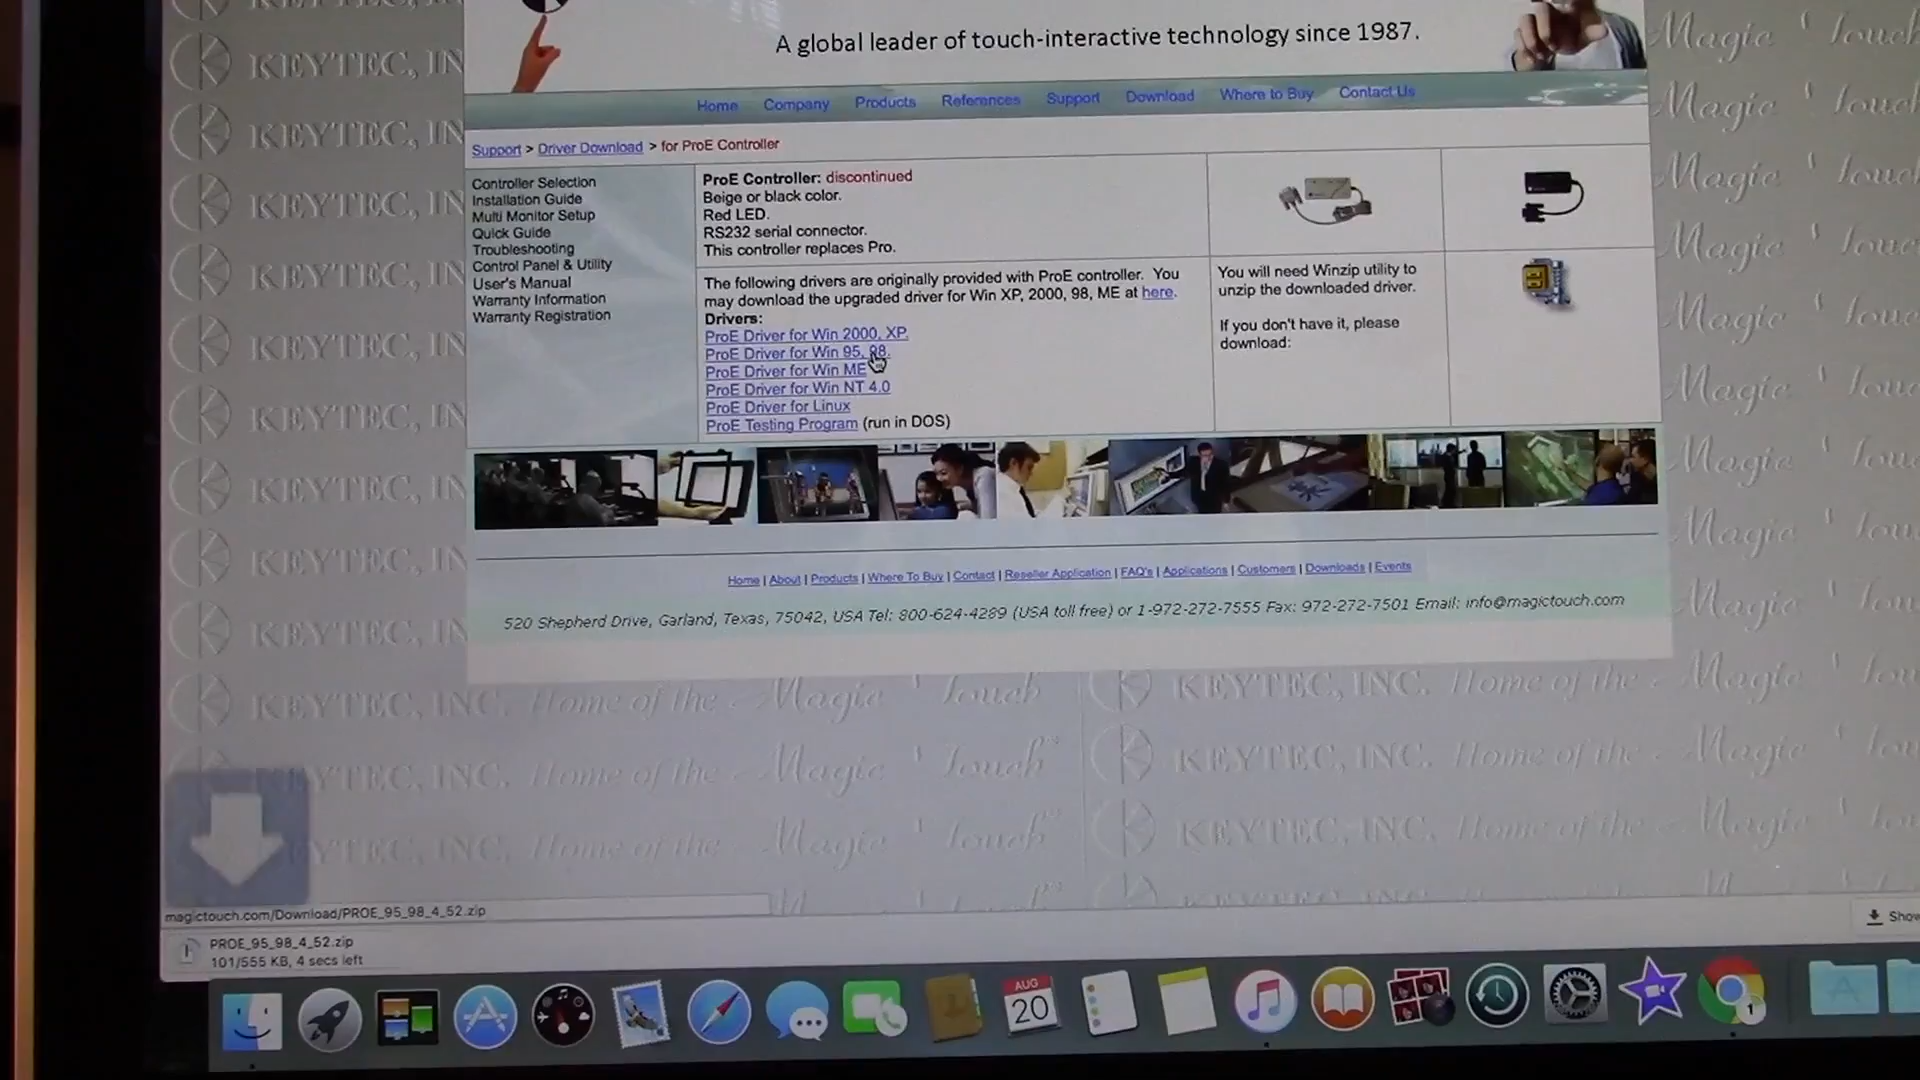 A global leader of touch-interactive technology since 1987.
Home Company Products References Support Download Where to Buy Contact Us
Support > Driver Download > for ProE Controller
Controller Selection
Installation Guide
Multi Monitor Setup
Quick Guide
Troubleshooting
Control Panel & Utility
User's Manual
Warranty Information
Warranty Registration
ProE Controller: discontinued
Beige or black color.
Red LED.
RS232 serial connector.
This controller replaces Pro.
The following drivers are originally provided with ProE controller. You
may download the upgraded driver for Win XP, 2000, 98, ME at here.
Drivers:
ProE Driver for Win 2000, XP.
ProE Driver for Win 95, 98.
ProE Driver for Win ME
ProE Driver for Win NT 4.0
ProE Driver for Linux
ProE Testing Program (run in DOS)
You will need Winzip utility to
unzip the downloaded driver.
If you don't have it, please
download:
Home | About | Products | Where To Buy | Contact | Reseller Application | FAQ's | Applications | Customers | Downloads | Events
520 Shepherd Drive, Garland, Texas, 75042, USA Tel: 800-624-4289 (USA toll free) or 1-972-272-7555 Fax: 972-272-7501 Email: info@magictouch.com
KEYTEC, INC. Home of the Magic Touch
KEYTEC, INC. Home of the Magic Touch
magictouch.com/Download/PROE_95_98_4_52.zip
PROE_95_98_4_52.zip
101/555 KB, 4 secs left
Show
AUG
20
1